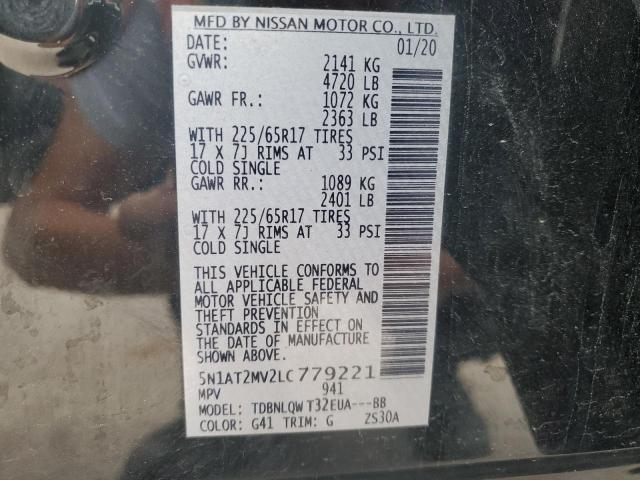 MFD BY NISSAN MOTOR CO., LTD.
DATE: 01/20
GVWR: 2141 KG
4720 LB
GAWR FR.: 1072 KG
2363 LB
WITH 225/65R17 TIRES
17 X 7J RIMS AT 33 PSI
COLD SINGLE
GAWR RR.: 1089 KG
2401 LB
WITH 225/65R17 TIRES
17 X 7J RIMS AT 33 PSI
COLD SINGLE
THIS VEHICLE CONFORMS TO
ALL APPLICABLE FEDERAL
MOTOR VEHICLE SAFETY AND
THEFT PREVENTION
STANDARDS IN EFFECT ON
THE DATE OF MANUFACTURE
SHOWN ABOVE.
5N1AT2MV2LC779221
MPV 941
MODEL: TDBNLQW T32EUA---BB
COLOR: G41 TRIM: G ZS30A